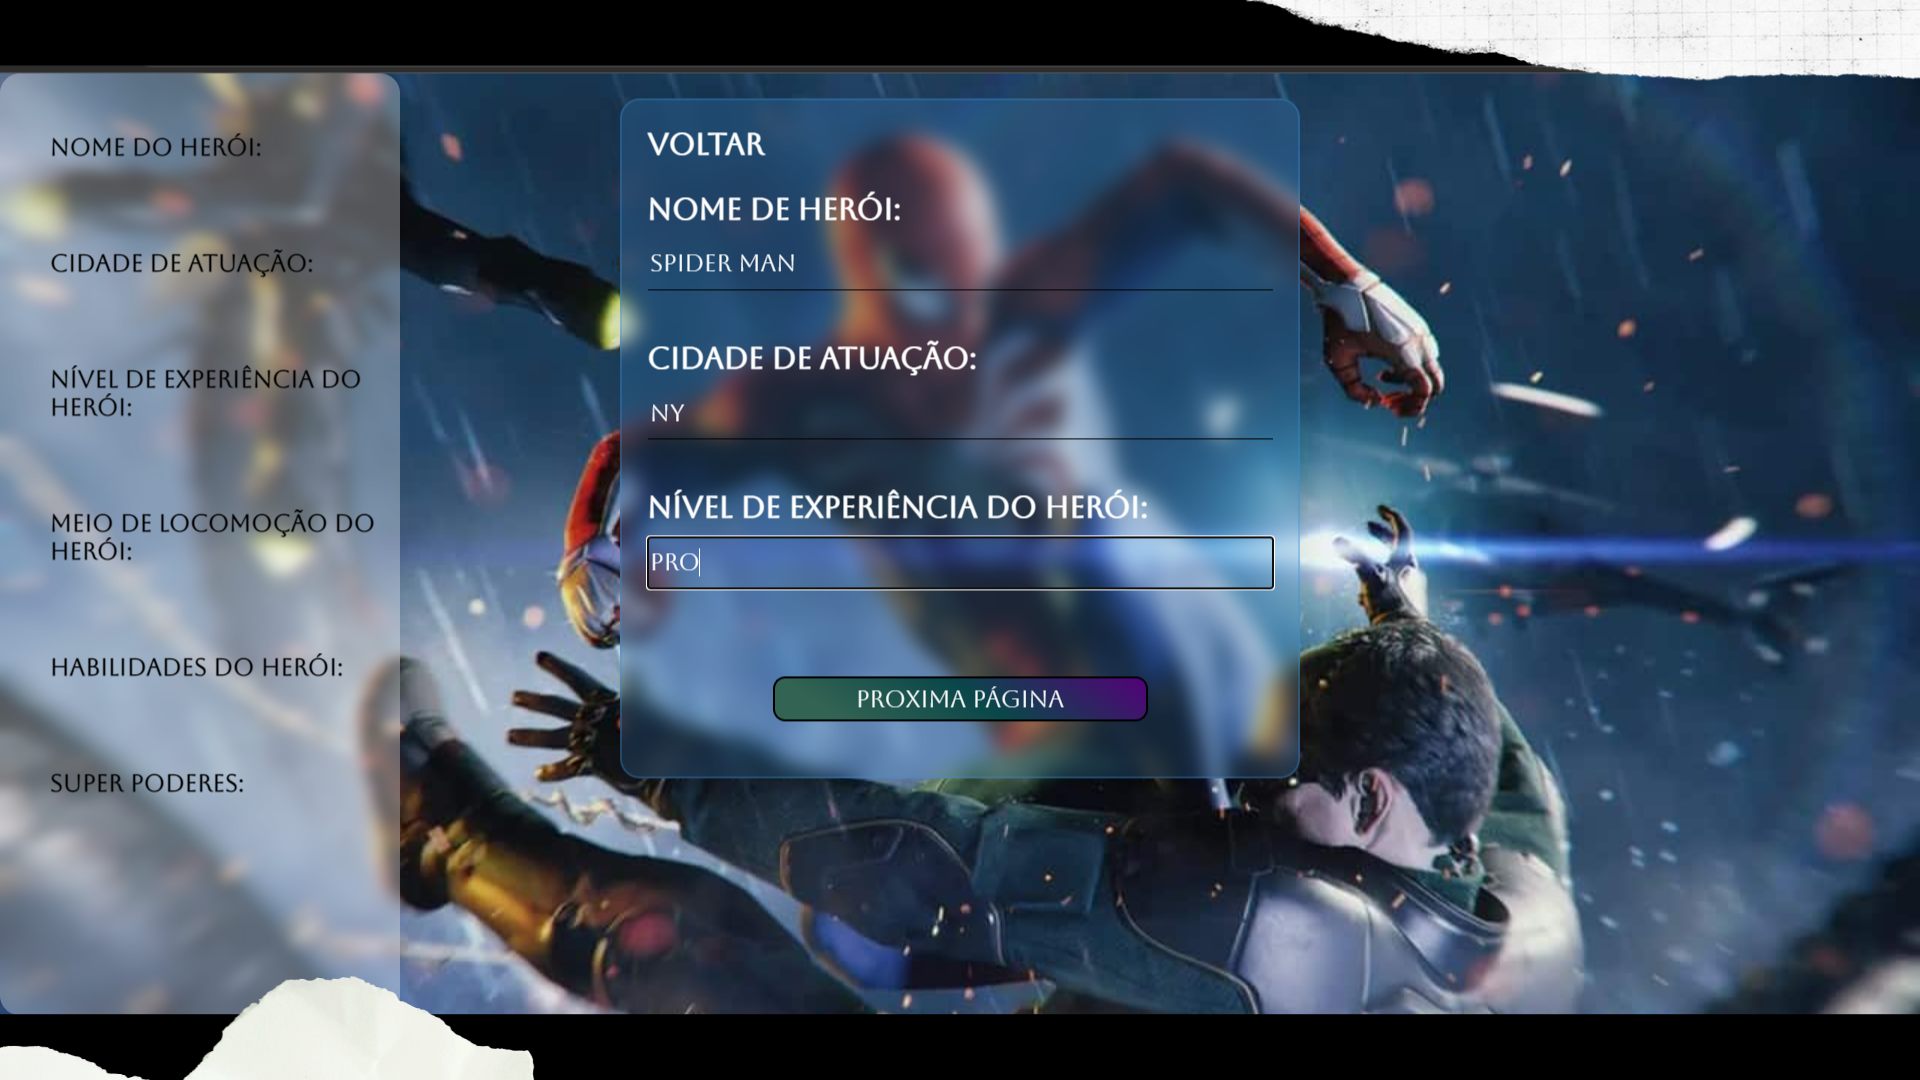 NOME DO HERÓI:
CIDADE DE ATUAÇÃO:
NÍVEL DE EXPERIÊNCIA DO
HERÓI:
MEIO DE LOCOMOÇÃO DO
HERÓI:
HABILIDADES DO HERÓI:
SUPER PODERES:
VOLTAR
NOME DE HERÓI:
SPIDER MAN
CIDADE DE ATUAÇÃO:
NY
NÍVEL DE EXPERIÊNCIA DO HERÓI:
PRO
PROXIMA PÁGINA